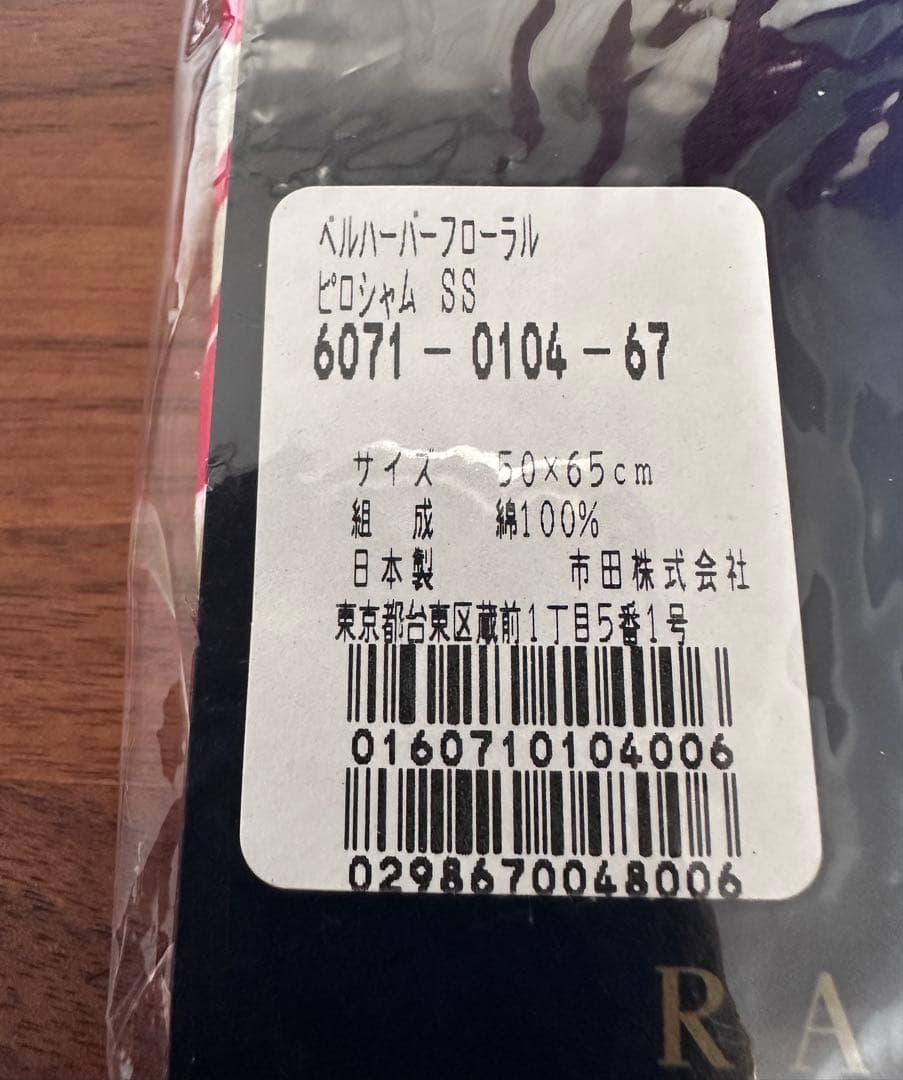 ベルハーバーフローラル
ピロシャム SS
6071-0104-67
サイズ 50×65cm
組 成 綿100%
日本製 市田株式会社
東京都台東区蔵前1丁目5番1号
0160710104006
0298670048006
RA